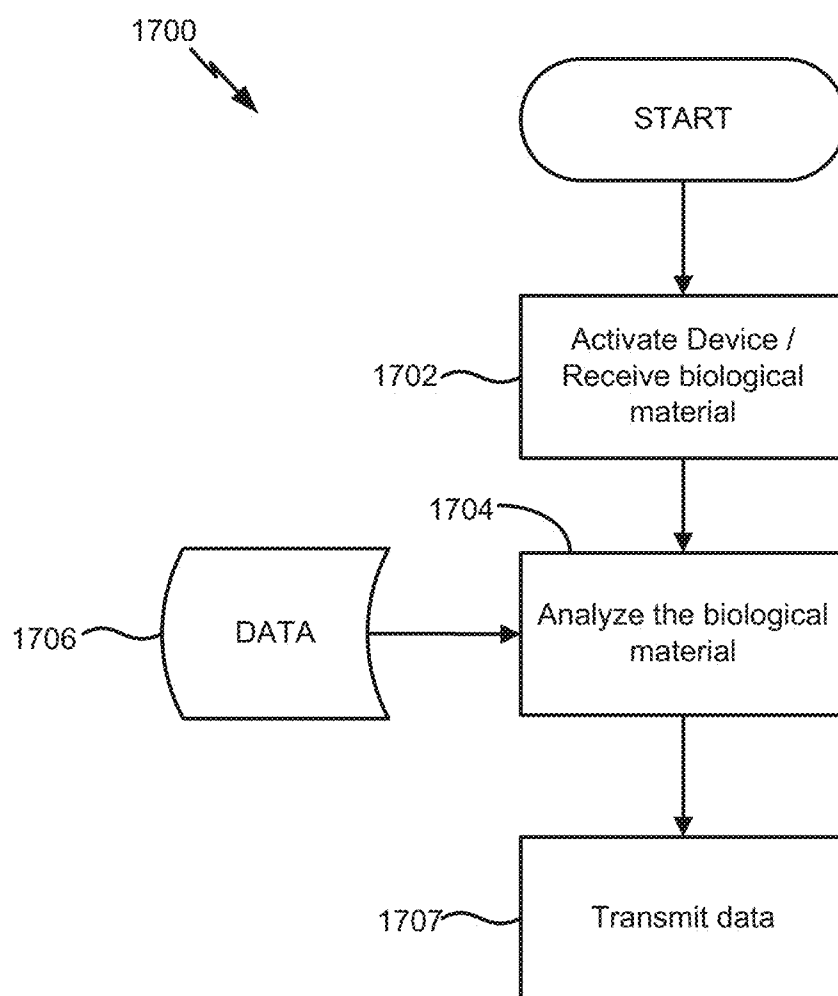 1700
START
1702
Activate Device /
Receive biological
material
1704
1706
DATA
Analyze the biological
material
1707
Transmit data